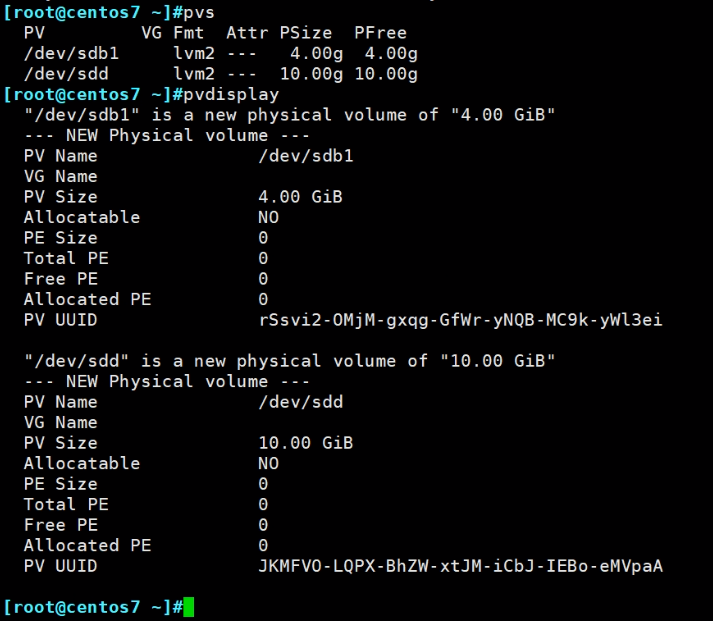 [root@centos7 ~]#pvs
  PV         VG Fmt  Attr PSize  PFree
  /dev/sdb1     lvm2 ---   4.00g  4.00g
  /dev/sdd      lvm2 ---  10.00g 10.00g
[root@centos7 ~]#pvdisplay
  "/dev/sdb1" is a new physical volume of "4.00 GiB"
  --- NEW Physical volume ---
  PV Name               /dev/sdb1
  VG Name
  PV Size               4.00 GiB
  Allocatable           NO
  PE Size               0
  Total PE              0
  Free PE               0
  Allocated PE          0
  PV UUID               rSsvi2-OMjM-gxqg-GfWr-yNQB-MC9k-yWl3ei

  "/dev/sdd" is a new physical volume of "10.00 GiB"
  --- NEW Physical volume ---
  PV Name               /dev/sdd
  VG Name
  PV Size               10.00 GiB
  Allocatable           NO
  PE Size               0
  Total PE              0
  Free PE               0
  Allocated PE          0
  PV UUID               JKMFVO-LQPX-BhZW-xtJM-iCbJ-IEBo-eMVpaA

[root@centos7 ~]#